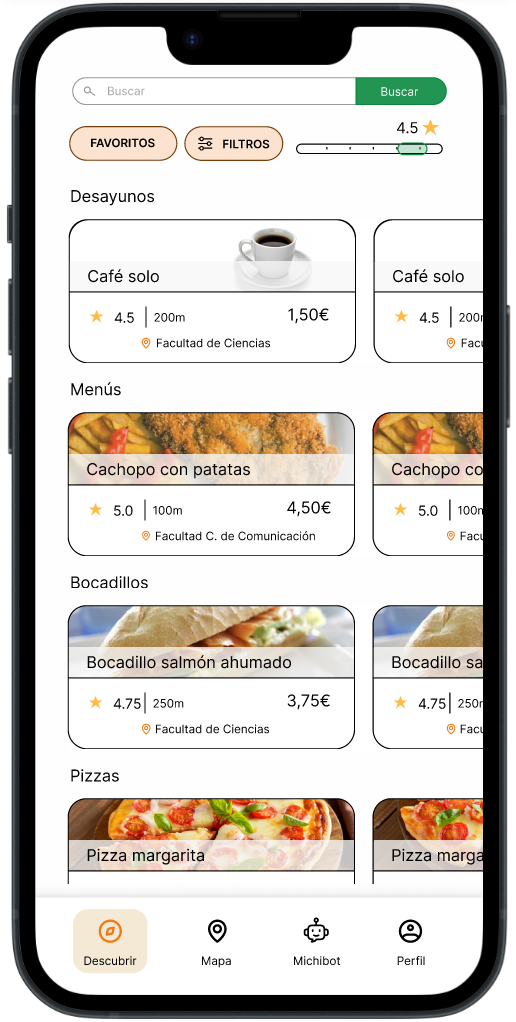 Buscar Buscar
4.5
FAVORITOS FILTROS
Desayunos
Café solo Café solo
4.5 200m 1,50€ 4.5 200
Facultad de Ciencias Facu
Menús
Cachopo con patatas Cachopo co
5.0 100m 4,50€ 5.0 100m
Facultad C. de Comunicación Facu
Bocadillos
Bocadillo salmón ahumado Bocadillo sa
4.75 250m 3,75€ 4.75 250
Facultad de Ciencias Facu
Pizzas
Pizza margarita Pizza marga
Descubrir Mapa Michibot Perfil